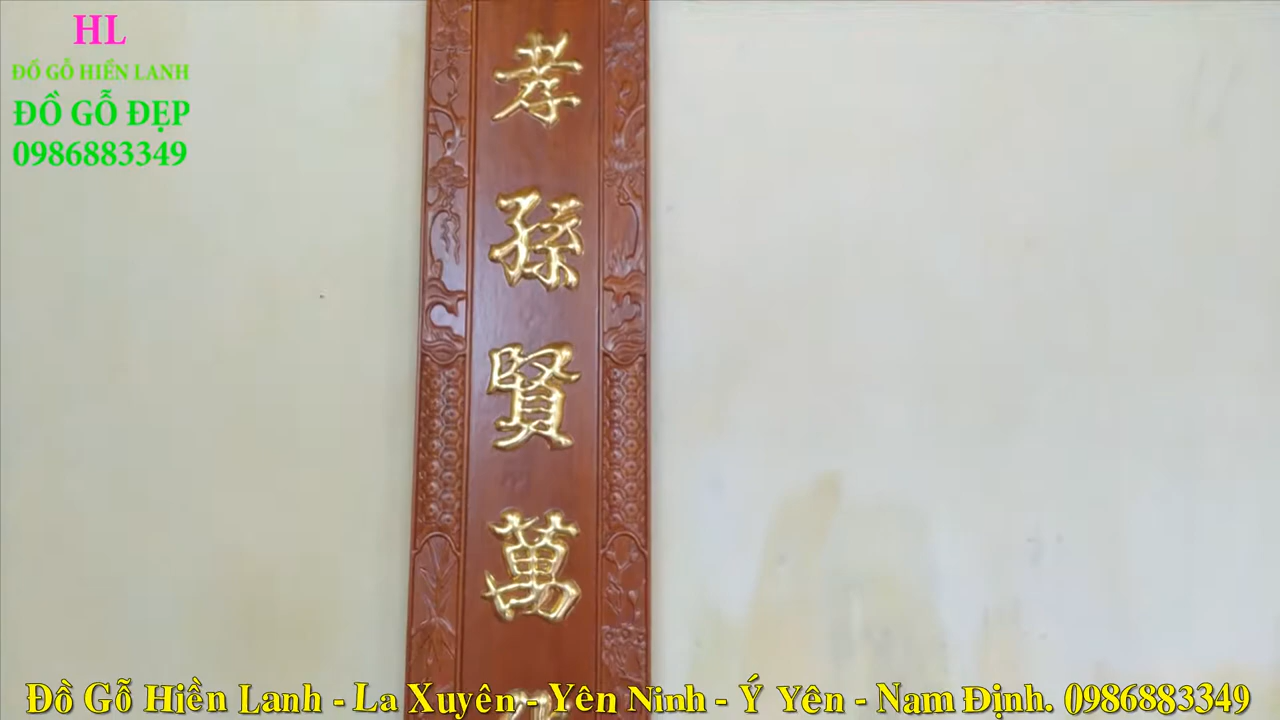 HL
ĐỒ GỖ HIỀN LANH
ĐỒ GỖ ĐẸP
0986883349
孝
孫
賢
萬
Đồ Gỗ Hiền Lanh - La Xuyên - Yên Ninh - Ý Yên - Nam Định. 0986883349